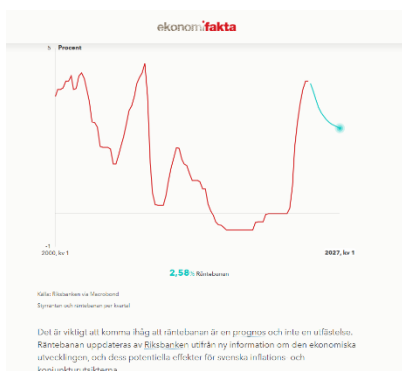 ekonomifakta
5 Procent
-1
2000, kv 1
2027, kv 1
2,58% Räntebanan
Källa: Riksbanken via Macrobond
Styrräntan och räntebanan per kvartal
Det är viktigt att komma ihåg att räntebanan är en prognos och inte en utfästelse.
Räntebanan uppdateras av Riksbanken utifrån ny information om den ekonomiska
utvecklingen, och dess potentiella effekter för svenska inflations- och